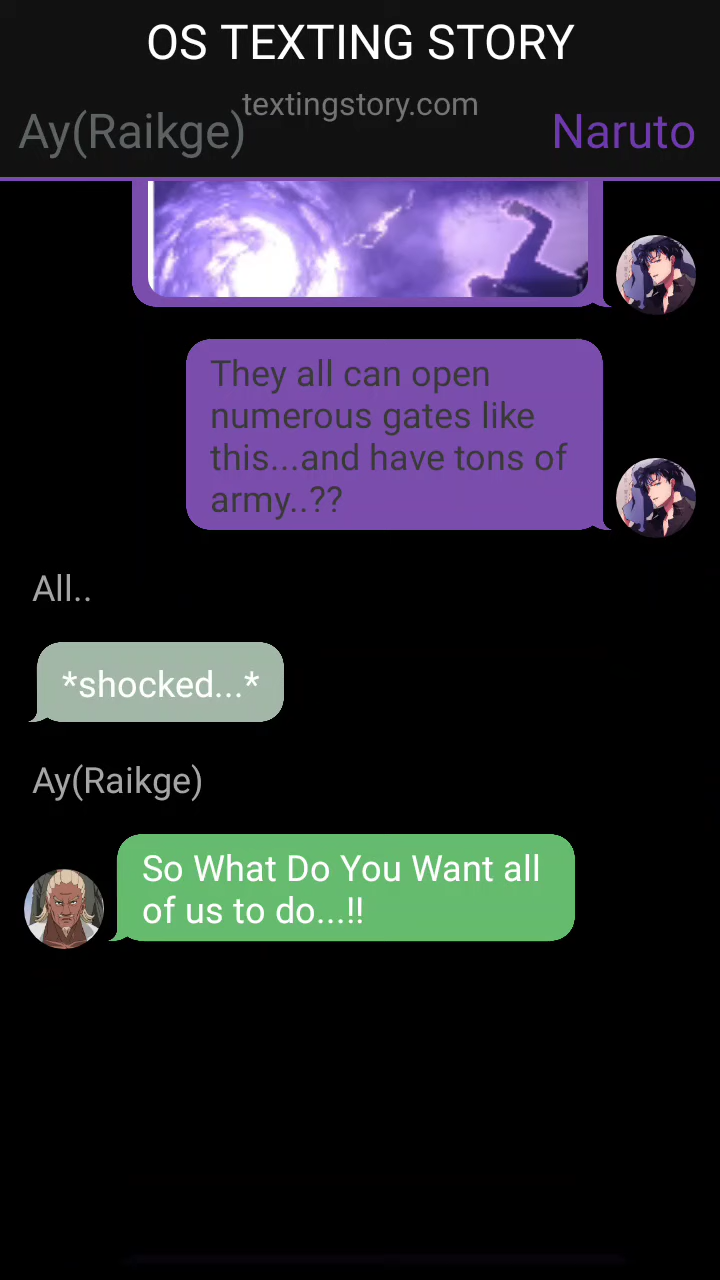 OS TEXTING STORY
textingstory.com
Ay(Raikge)
Naruto
They all can open
numerous gates like
this...and have tons of
army..??
All..
*shocked...*
Ay(Raikge)
So What Do You Want all
of us to do...!!